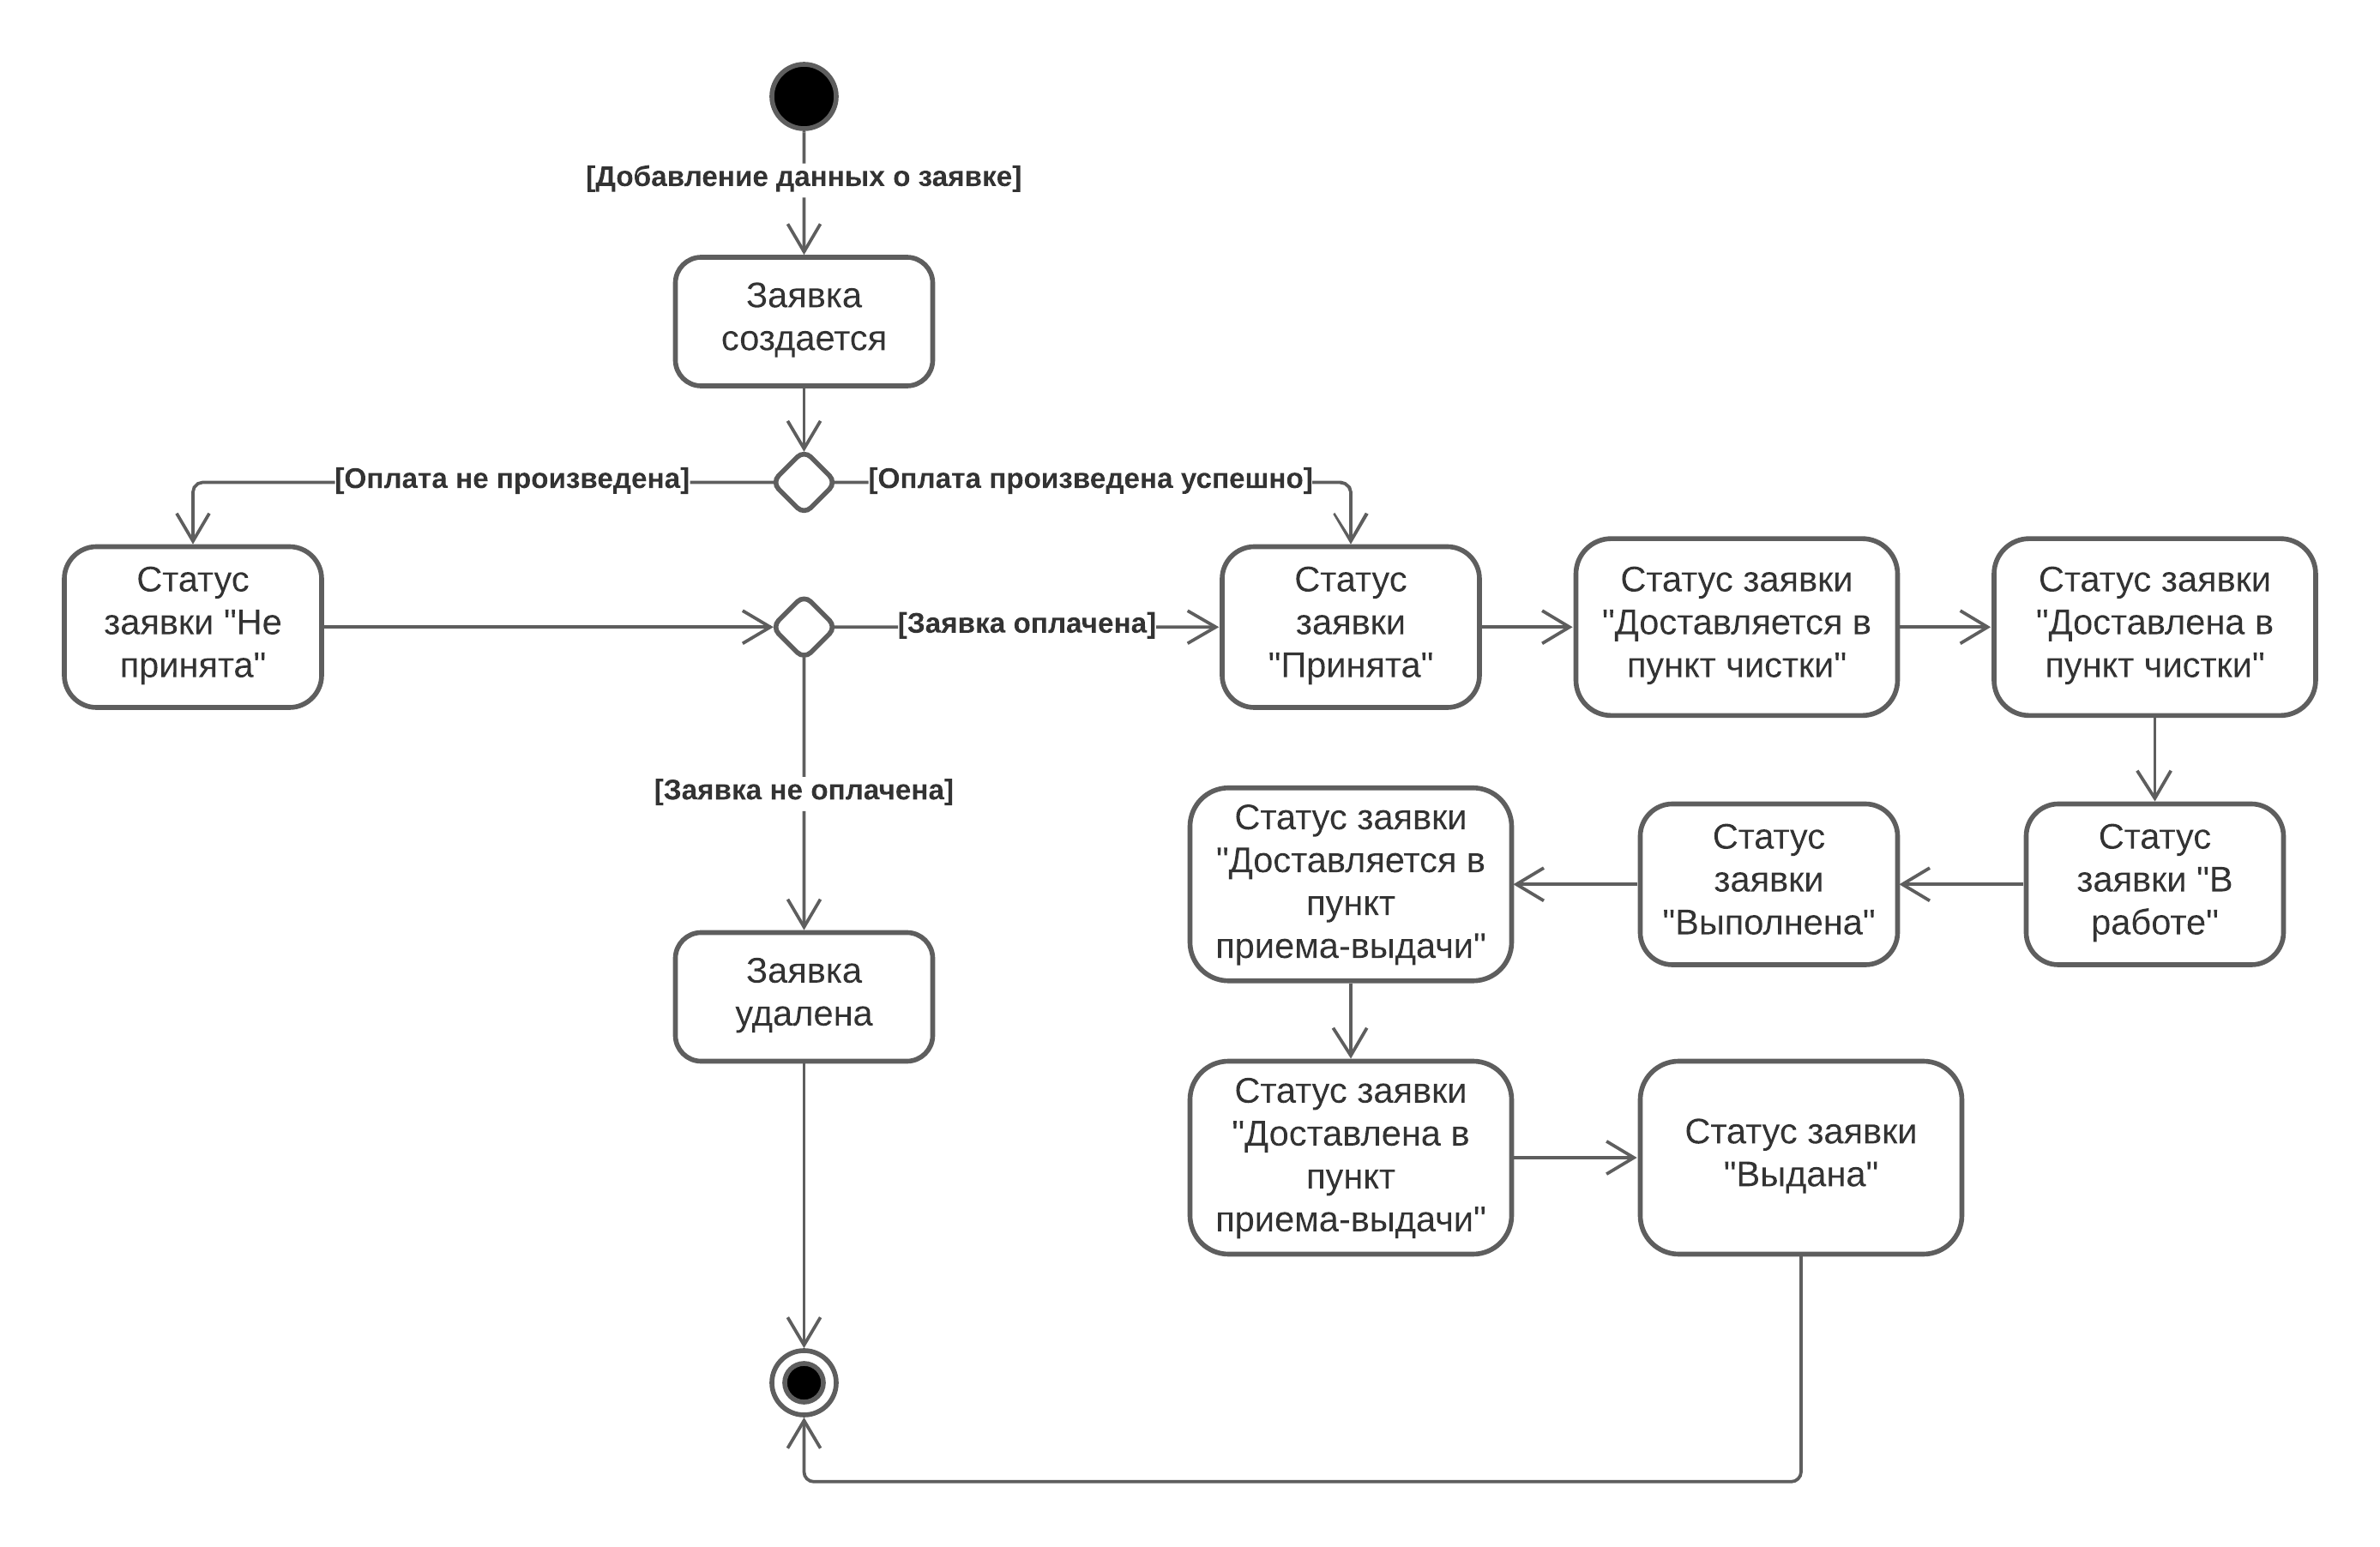 [Добавление данных о заявке]
Заявка
создается
[Оплата не произведена]
[Оплата произведена успешно]
Статус
заявки "Не
принята"
[Заявка оплачена]
Статус
заявки
"Принята"
Статус заявки
"Доставляется в
пункт чистки"
Статус заявки
"Доставлена в
пункт чистки"
[Заявка не оплачена]
Статус заявки
"Доставляется в
пункт
приема-выдачи"
Статус
заявки
"Выполнена"
Статус
заявки "В
работе"
Заявка
удалена
Статус заявки
"Доставлена в
пункт
приема-выдачи"
Статус заявки
"Выдана"